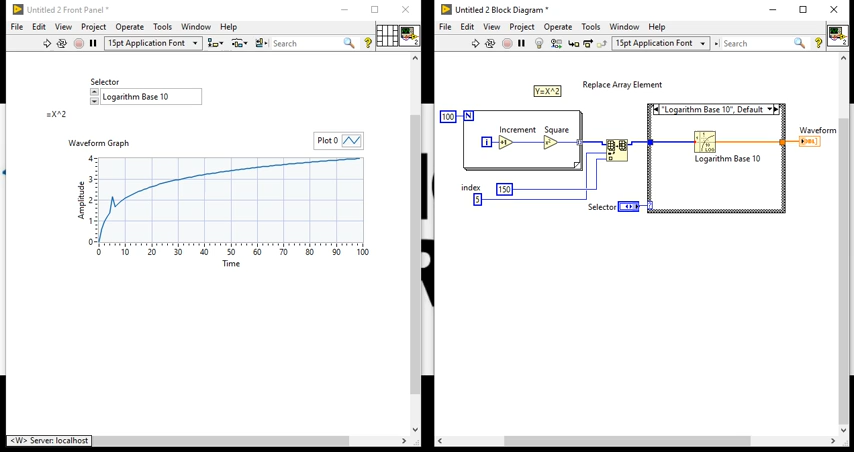 Untitled 2 Front Panel *
File Edit View Project Operate Tools Window Help
15pt Application Font
Search
2
Selector
Logarithm Base 10
=X^2
Waveform Graph
Plot 0
Amplitude
4
3
2
1
0
0 10 20 30 40 50 60 70 80 90 100
Time
<W> Server: localhost
Untitled 2 Block Diagram *
File Edit View Project Operate Tools Window Help
15pt Application Font
Search
2
Y=X^2
Replace Array Element
"Logarithm Base 10", Default
100
N
Increment
Square
i
Waveform
Logarithm Base 10
index
150
5
Selector